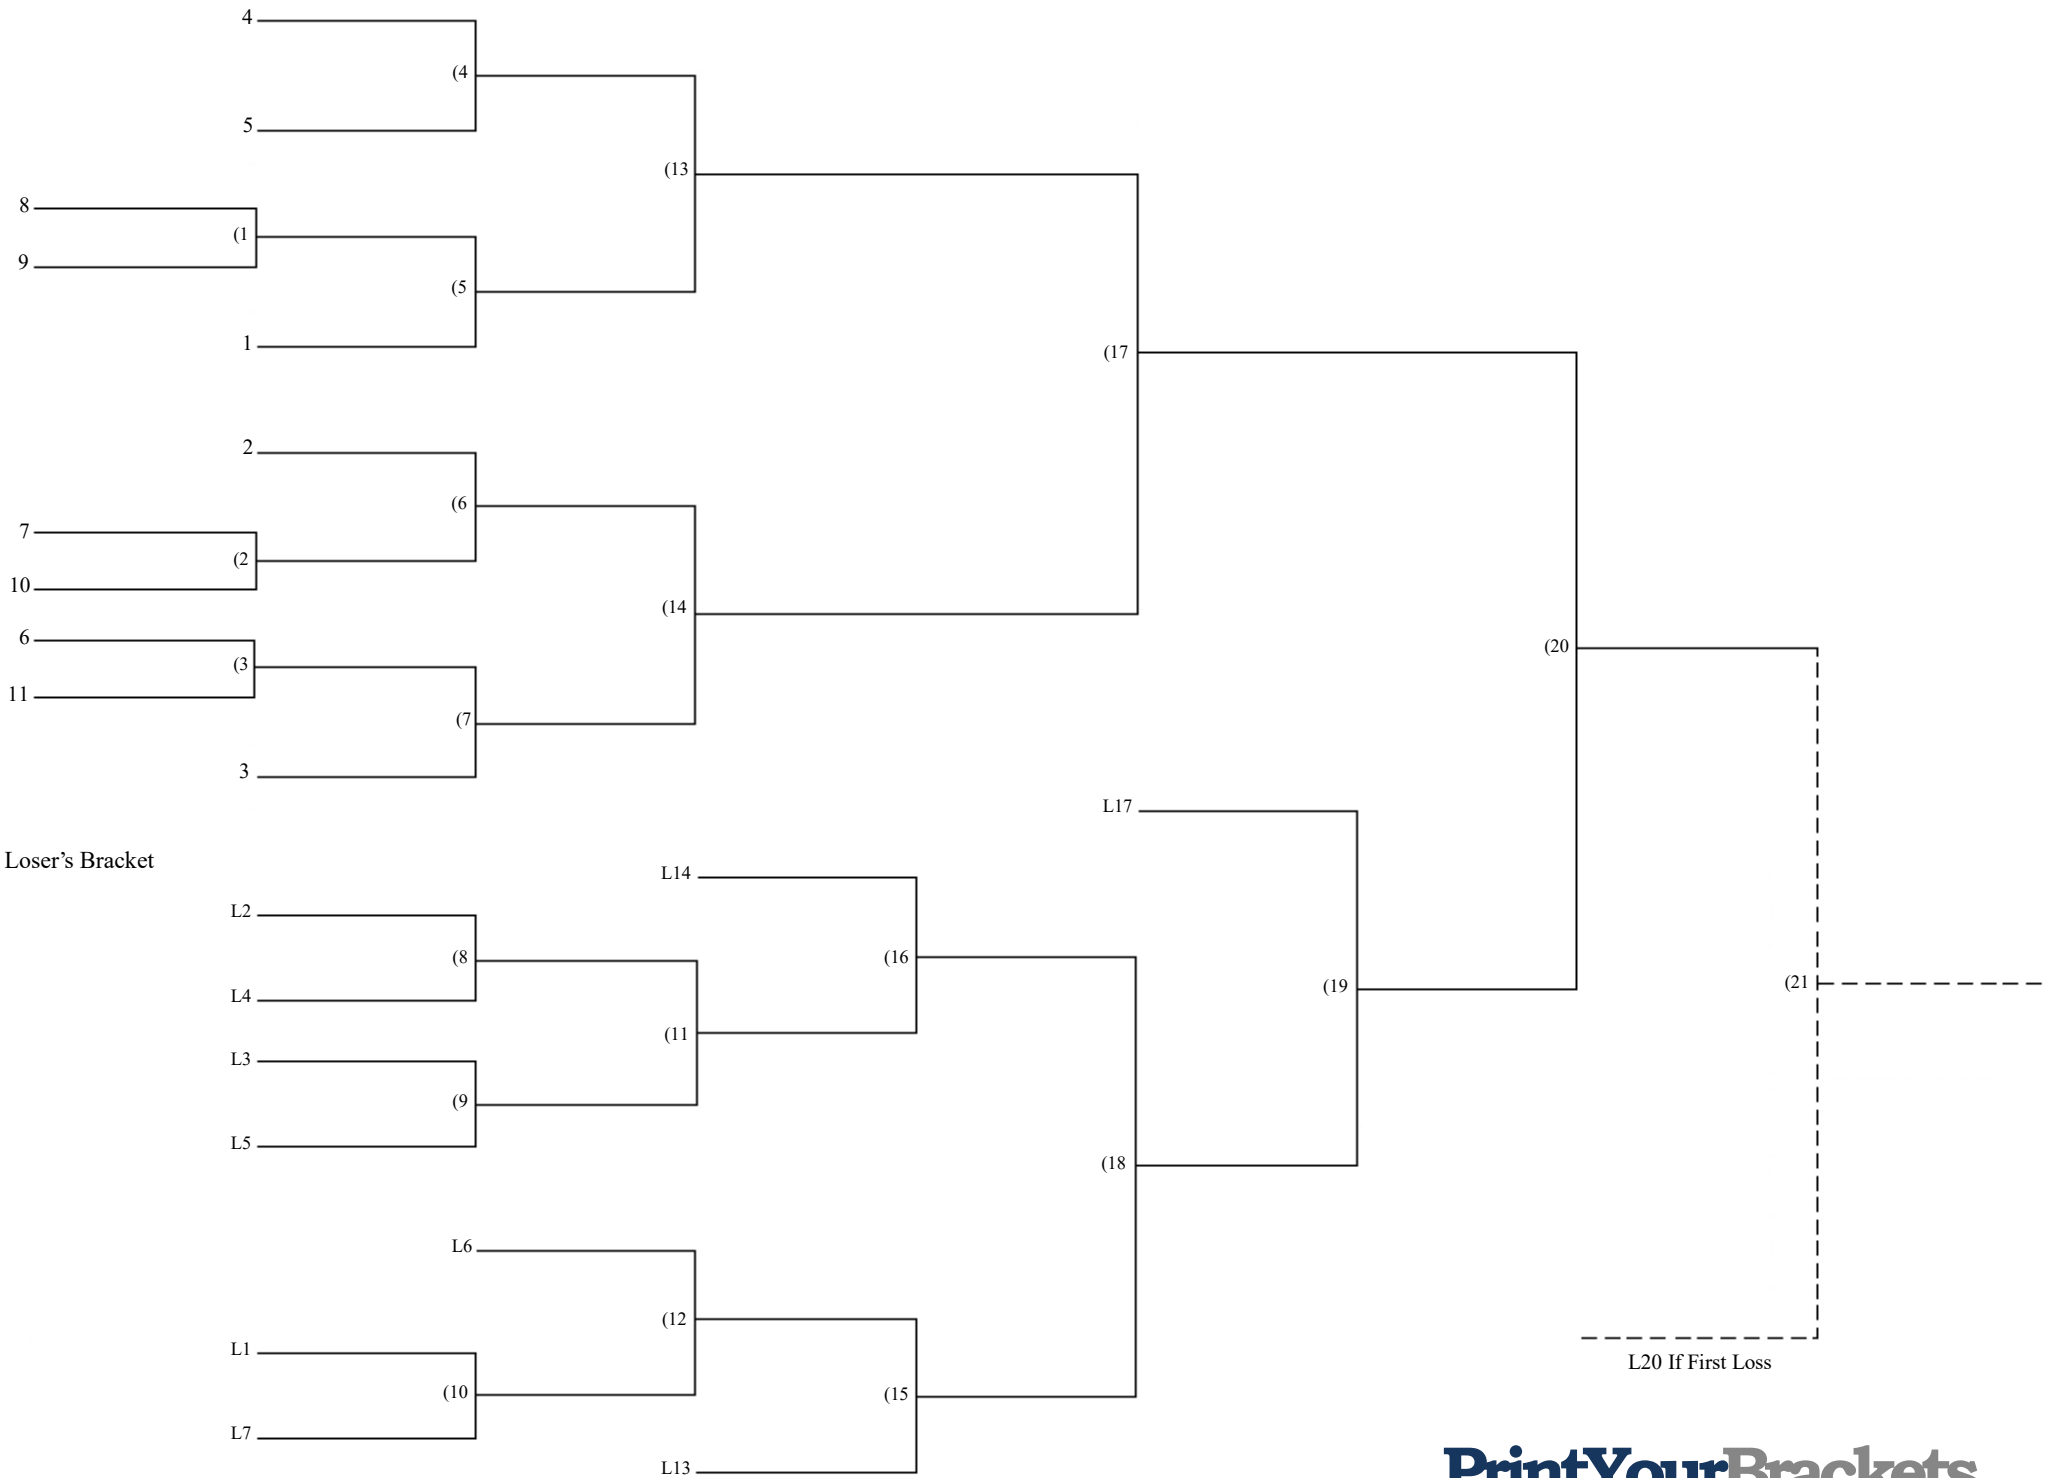 4
(4
5
(13
8
(1
9
(5
1
(17
2
(6
7
(2
10
(14
6
(3
11
(7
3
(20
L17
Loser’s Bracket
L14
L2
(8
L4
(16
(11
L3
(9
L5
(19
(21
(18
L6
(12
L1
(10
L7
(15
L13
L20 If First Loss
PrintYourBrackets